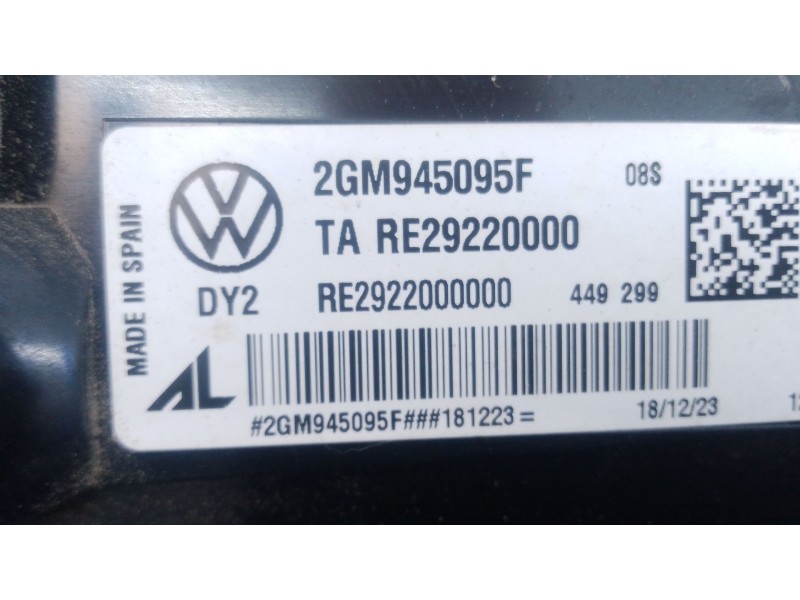 MADE IN SPAIN
2GM945095F 08S
TA RE29220000
DY2 RE2922000000 449 299
AL
#2GM945095F###181223=
18/12/23